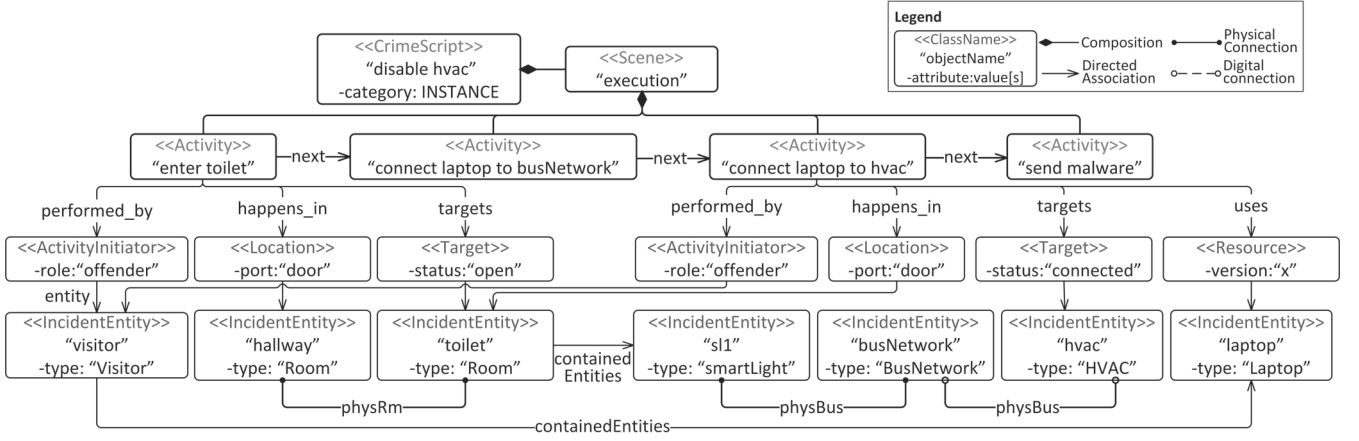 Legend
<<ClassName>>
“objectName”
-attribute:value[s]
Composition
Physical
Connection
Directed
Association
Digital
connection
<<CrimeScript>>
“disable hvac”
-category: INSTANCE
<<Scene>>
“execution”
<<Activity>>
“enter toilet”
next
<<Activity>>
“connect laptop to busNetwork”
next
<<Activity>>
“connect laptop to hvac”
next
<<Activity>>
“send malware”
performed_by
happens_in
targets
performed_by
happens_in
targets
uses
<<ActivityInitiator>>
-role:“offender”
<<Location>>
-port:“door”
<<Target>>
-status:“open”
<<ActivityInitiator>>
-role:“offender”
<<Location>>
-port:“door”
<<Target>>
-status:“connected”
<<Resource>>
-version:“x”
entity
<<IncidentEntity>>
“visitor”
-type: “Visitor”
<<IncidentEntity>>
“hallway”
-type: “Room”
<<IncidentEntity>>
“toilet”
-type: “Room”
contained
Entities
<<IncidentEntity>>
“sl1”
-type: “smartLight”
<<IncidentEntity>>
“busNetwork”
-type: “BusNetwork”
<<IncidentEntity>>
“hvac”
-type: “HVAC”
<<IncidentEntity>>
“laptop”
-type: “Laptop”
physRm
physBus
physBus
containedEntities